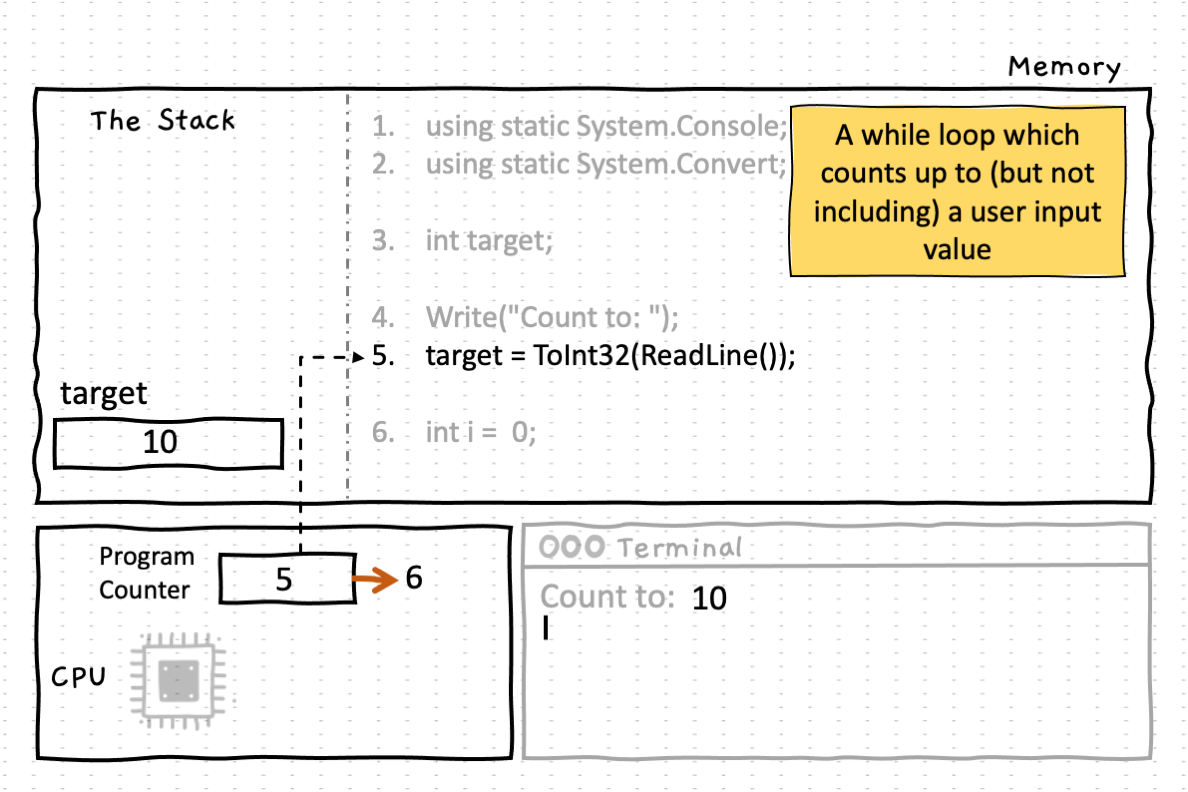 Memory
The Stack
1. using static System.Console;
2. using static System.Convert;
3. int target;
4. Write("Count to: ");
5. target = ToInt32(ReadLine());
6. int i = 0;
A while loop which
counts up to (but not
including) a user input
value
target
10
Program
Counter
5
6
CPU
Terminal
Count to: 10